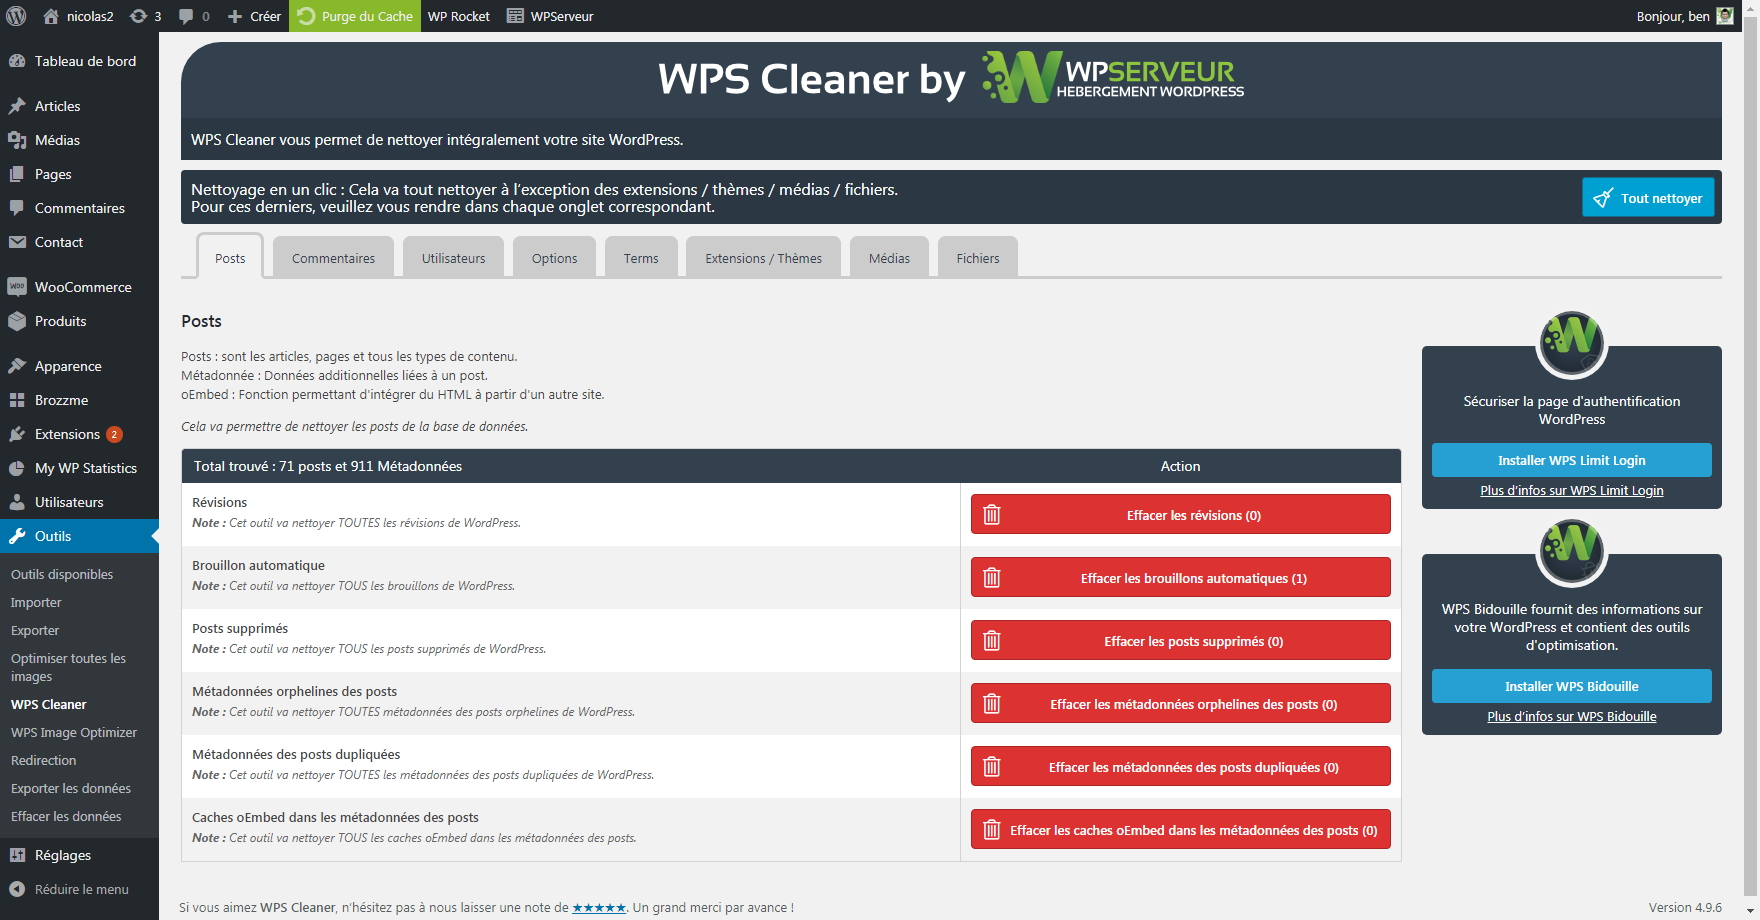 nicolas2
3
0
Créer
Purge du Cache
WP Rocket
WPServeur
Bonjour, ben
Tableau de bord
Articles
Médias
Pages
Commentaires
Contact
WooCommerce
Produits
Apparence
Brozzme
Extensions 2
My WP Statistics
Utilisateurs
Outils
Outils disponibles
Importer
Exporter
Optimiser toutes les
images
WPS Cleaner
WPS Image Optimizer
Redirection
Exporter les données
Effacer les données
Réglages
Réduire le menu
WPS Cleaner by
WPSERVEUR
HEBERGEMENT WORDPRESS
WPS Cleaner vous permet de nettoyer intégralement votre site WordPress.
Nettoyage en un clic : Cela va tout nettoyer à l'exception des extensions / thèmes / médias / fichiers.
Pour ces derniers, veuillez vous rendre dans chaque onglet correspondant.
Tout nettoyer
Posts
Commentaires
Utilisateurs
Options
Terms
Extensions / Thèmes
Médias
Fichiers
Posts
Posts : sont les articles, pages et tous les types de contenu.
Métadonnée : Données additionnelles liées à un post.
oEmbed : Fonction permettant d'intégrer du HTML à partir d'un autre site.
Cela va permettre de nettoyer les posts de la base de données.
Total trouvé : 71 posts et 911 Métadonnées
Action
Révisions
Note : Cet outil va nettoyer TOUTES les révisions de WordPress.
Effacer les révisions (0)
Brouillon automatique
Note : Cet outil va nettoyer TOUS les brouillons de WordPress.
Effacer les brouillons automatiques (1)
Posts supprimés
Note : Cet outil va nettoyer TOUS les posts supprimés de WordPress.
Effacer les posts supprimés (0)
Métadonnées orphelines des posts
Note : Cet outil va nettoyer TOUTES métadonnées des posts orphelines de WordPress.
Effacer les métadonnées orphelines des posts (0)
Métadonnées des posts dupliquées
Note : Cet outil va nettoyer TOUTES les métadonnées des posts dupliquées de WordPress.
Effacer les métadonnées des posts dupliquées (0)
Caches oEmbed dans les métadonnées des posts
Note : Cet outil va nettoyer TOUS les caches oEmbed dans les métadonnées des posts.
Effacer les caches oEmbed dans les métadonnées des posts (0)
Sécuriser la page d'authentification
WordPress
Installer WPS Limit Login
Plus d'infos sur WPS Limit Login
WPS Bidouille fournit des informations sur
votre WordPress et contient des outils
d'optimisation.
Installer WPS Bidouille
Plus d'infos sur WPS Bidouille
Si vous aimez WPS Cleaner, n'hésitez pas à nous laisser une note de ★★★★★. Un grand merci par avance !
Version 4.9.6